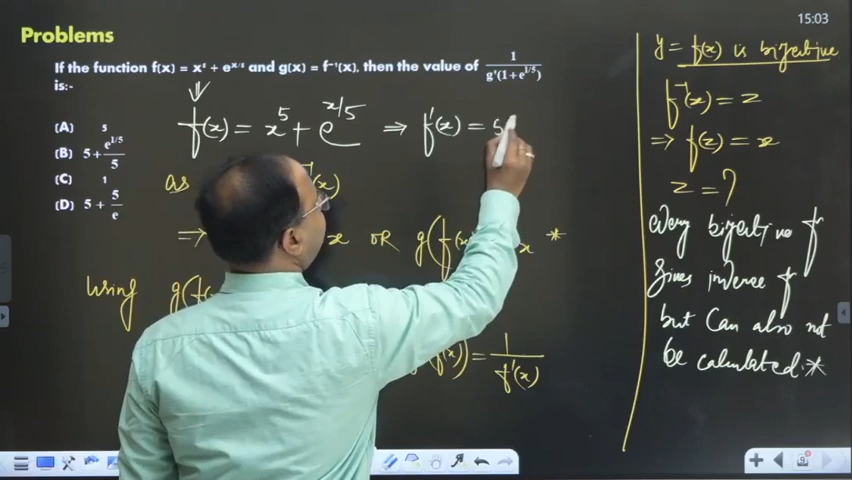 15:03
Problems
If the function f(x) = x⁵ + e^(x/5) and g(x) = f⁻¹(x), then the value of 1/g'(1+e^(1/5))
is:-
(A) 5
(B) 5 + e^(1/5)/5
(C) 1
(D) 5 + 5/e
f(x) = x⁵ + e^(x/5) ⇒ f'(x) = 5
as (x)
⇒ x OR g(f(x) x *
Using g(f
(f(x)) = 1/f'(x)
y = f(x) is bijective
f⁻¹(x) = z
⇒ f(z) = x
z = ?
every bijective f
gives inverse f
but can also not
be calculated.*